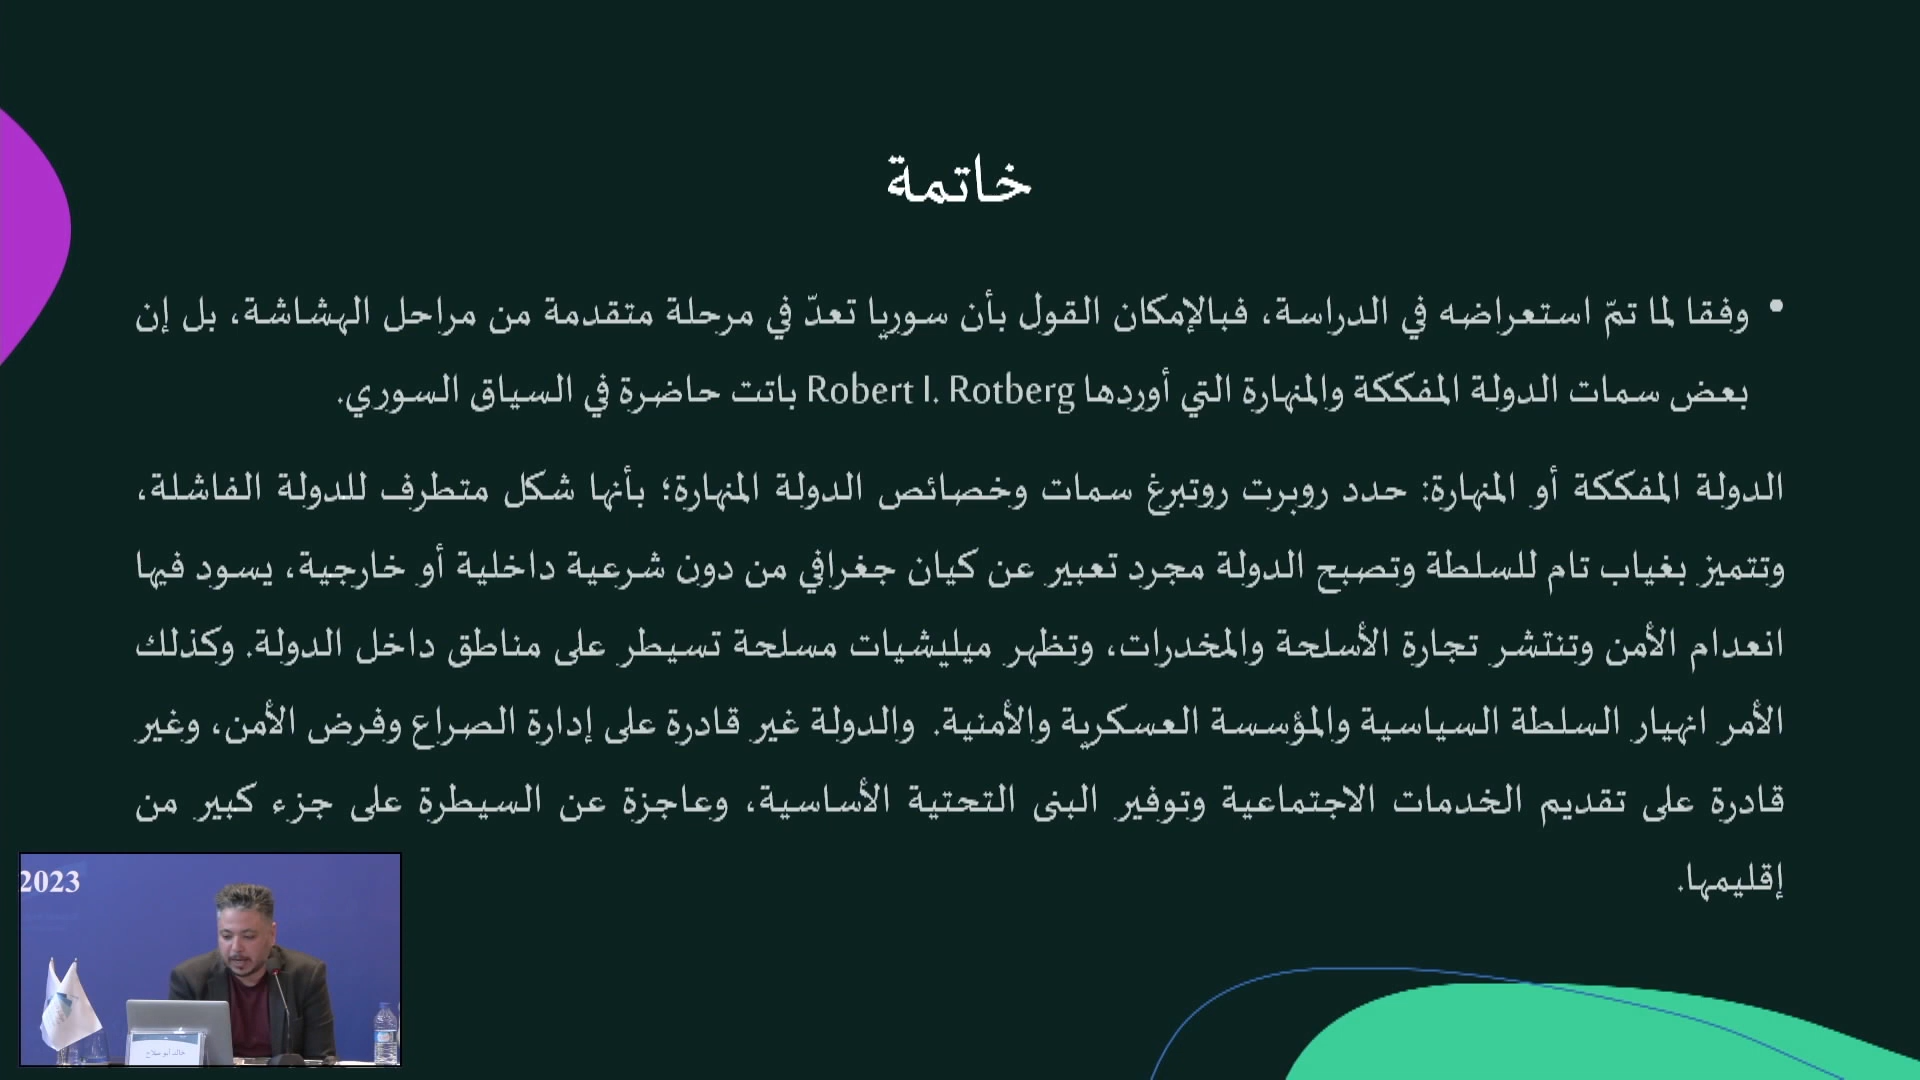 خاتمة
• وفقا لما تمّ استعراضه في الدراسة، فبالإمكان القول بأن سوريا تعدّ في مرحلة متقدمة من مراحل الهشاشة، بل إن
بعض سمات الدولة المفككة والمنهارة التي أوردها Robert I. Rotberg باتت حاضرة في السياق السوري.
الدولة المفككة أو المنهارة: حدد روبرت روتبرغ سمات وخصائص الدولة المنهارة؛ بأنها شكل متطرف للدولة الفاشلة،
وتتميز بغياب تام للسلطة وتصبح الدولة مجرد تعبير عن كيان جغرافي من دون شرعية داخلية أو خارجية، يسود فيها
انعدام الأمن وتنتشر تجارة الأسلحة والمخدرات، وتظهر ميليشيات مسلحة تسيطر على مناطق داخل الدولة. وكذلك
الأمر انهيار السلطة السياسية والمؤسسة العسكرية والأمنية. والدولة غير قادرة على إدارة الصراع وفرض الأمن، وغير
قادرة على تقديم الخدمات الاجتماعية وتوفير البنى التحتية الأساسية، وعاجزة عن السيطرة على جزء كبير من
إقليمها.
2023
خالد أبو صلاح